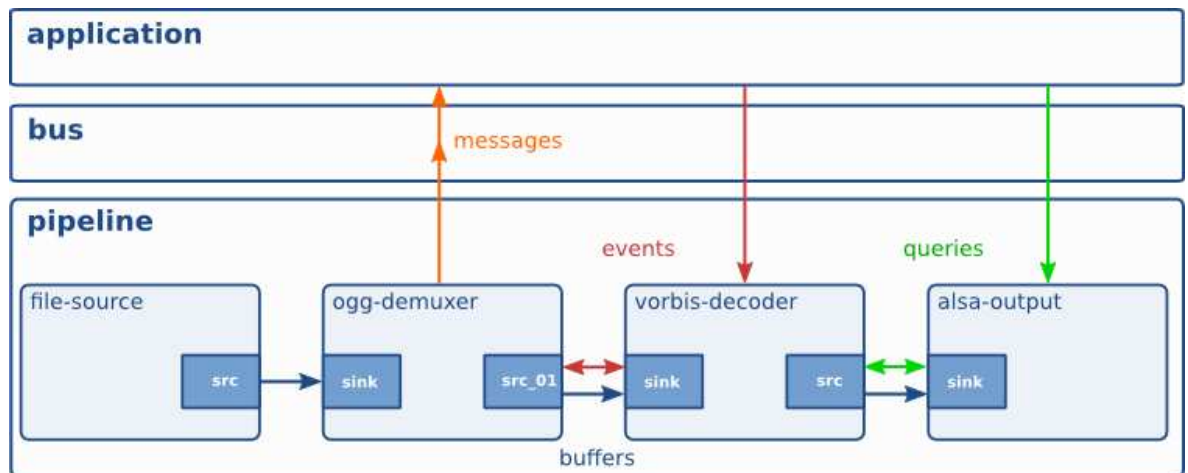 application
bus
messages
pipeline
events
queries
file-source
ogg-demuxer
vorbis-decoder
alsa-output
src
sink
src_01
sink
src
sink
buffers